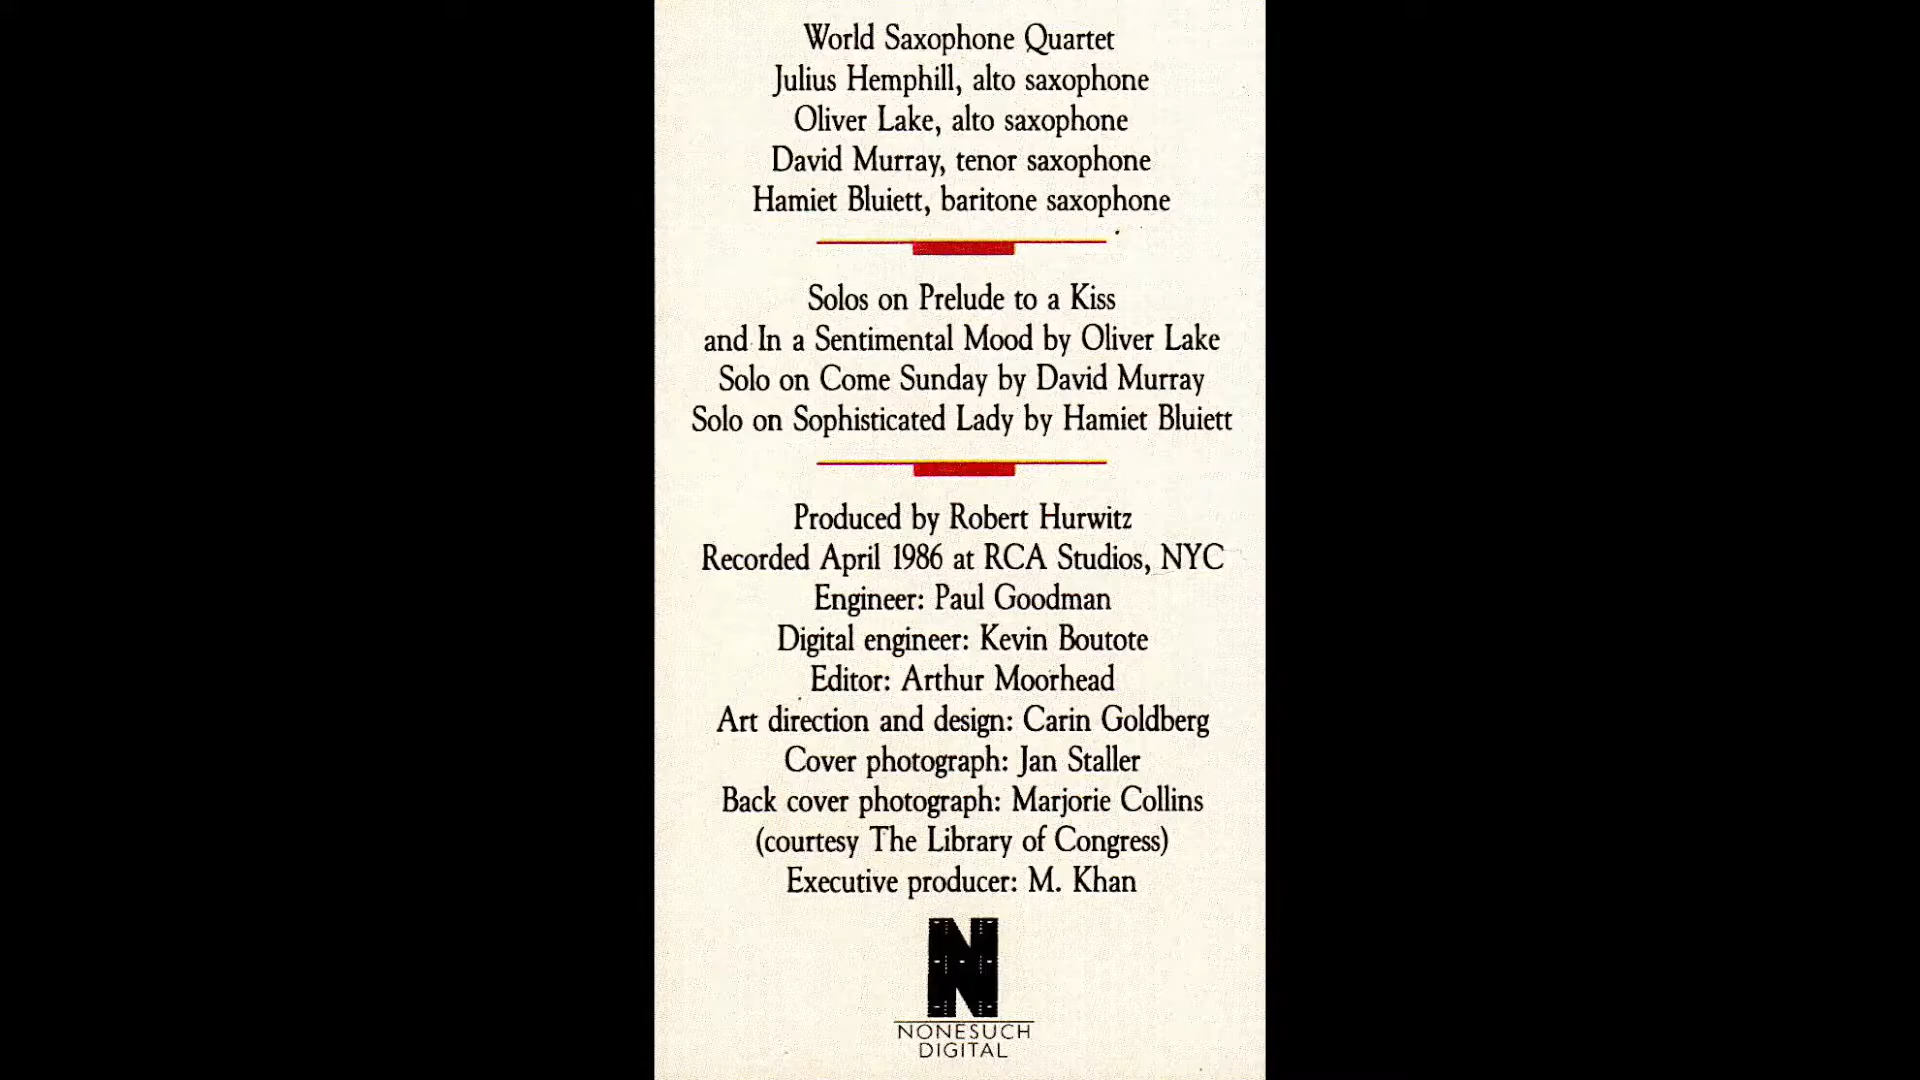 World Saxophone Quartet
Julius Hemphill, alto saxophone
Oliver Lake, alto saxophone
David Murray, tenor saxophone
Hamiet Bluiett, baritone saxophone
Solos on Prelude to a Kiss
and In a Sentimental Mood by Oliver Lake
Solo on Come Sunday by David Murray
Solo on Sophisticated Lady by Hamiet Bluiett
Produced by Robert Hurwitz
Recorded April 1986 at RCA Studios, NYC
Engineer: Paul Goodman
Digital engineer: Kevin Boutote
Editor: Arthur Moorhead
Art direction and design: Carin Goldberg
Cover photograph: Jan Staller
Back cover photograph: Marjorie Collins
(courtesy The Library of Congress)
Executive producer: M. Khan
N
NONESUCH
DIGITAL